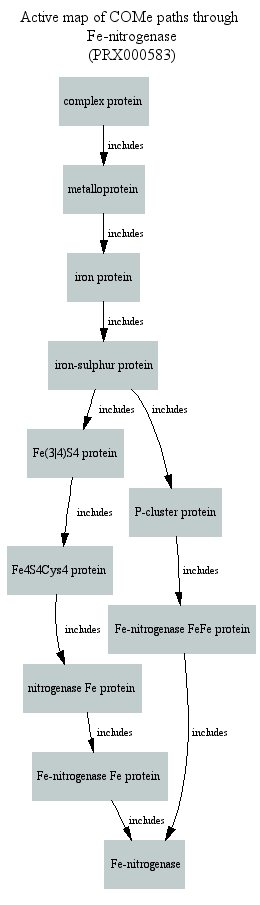 Active map of COMe paths through
Fe-nitrogenase
(PRX000583)
complex protein
includes
metalloprotein
includes
iron protein
includes
iron-sulphur protein
includes
includes
Fe(3|4)S4 protein
includes
P-cluster protein
Fe4S4Cys4 protein
includes
includes
Fe-nitrogenase FeFe protein
nitrogenase Fe protein
includes
includes
Fe-nitrogenase Fe protein
includes
Fe-nitrogenase